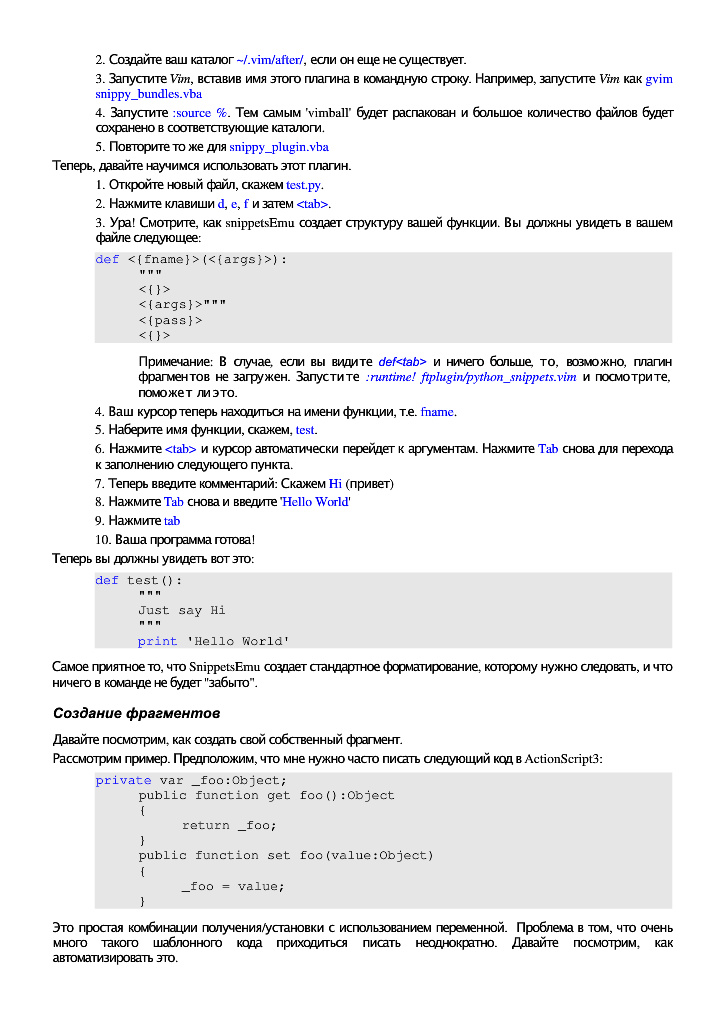 2. Создайте ваш каталог ~/.vim/after/, если он еще не существует.
3. Запустите Vim, вставив имя этого плагина в командную строку. Например, запустите Vim как gvim
snippy_bundles.vba
4. Запустите :source %. Тем самым 'vimball' будет распакован и большое количество файлов будет
сохранено в соответствующие каталоги.
5. Повторите то же для snippy_plugin.vba
Теперь, давайте научимся использовать этот плагин.
1. Откройте новый файл, скажем test.py.
2. Нажмите клавиши d, e, f и затем <tab>.
3. Ура! Смотрите, как snippetsEmu создает структуру вашей функции. Вы должны увидеть в вашем
файле следующее:
def <{fname}>(<{args}>):
"""
<{}>
<{args}>"""
<{pass}>
<{}>
Примечание: В случае, если вы видите def<tab> и ничего больше, то, возможно, плагин
фрагментов не загружен. Запустите :runtime! ftplugin/python_snippets.vim и посмотрите,
поможет ли это.
4. Ваш курсор теперь находиться на имени функции, т.е. fname.
5. Наберите имя функции, скажем, test.
6. Нажмите <tab> и курсор автоматически перейдет к аргументам. Нажмите Tab снова для перехода
к заполнению следующего пункта.
7. Теперь введите комментарий: Скажем Hi (привет)
8. Нажмите Tab снова и введите 'Hello World'
9. Нажмите tab
10. Ваша программа готова!
Теперь вы должны увидеть вот это:
def test():
"""
Just say Hi
"""
print 'Hello World'
Самое приятное то, что SnippetsEmu создает стандартное форматирование, которому нужно следовать, и что
ничего в команде не будет "забыто".
Создание фрагментов
Давайте посмотрим, как создать свой собственный фрагмент.
Рассмотрим пример. Предположим, что мне нужно часто писать следующий код в ActionScript3:
private var _foo:Object;
public function get foo():Object
{
return _foo;
}
public function set foo(value:Object)
{
_foo = value;
}
Это простая комбинации получения/установки с использованием переменной. Проблема в том, что очень
много такого шаблонного кода приходиться писать неоднократно. Давайте посмотрим, как
автоматизировать это.